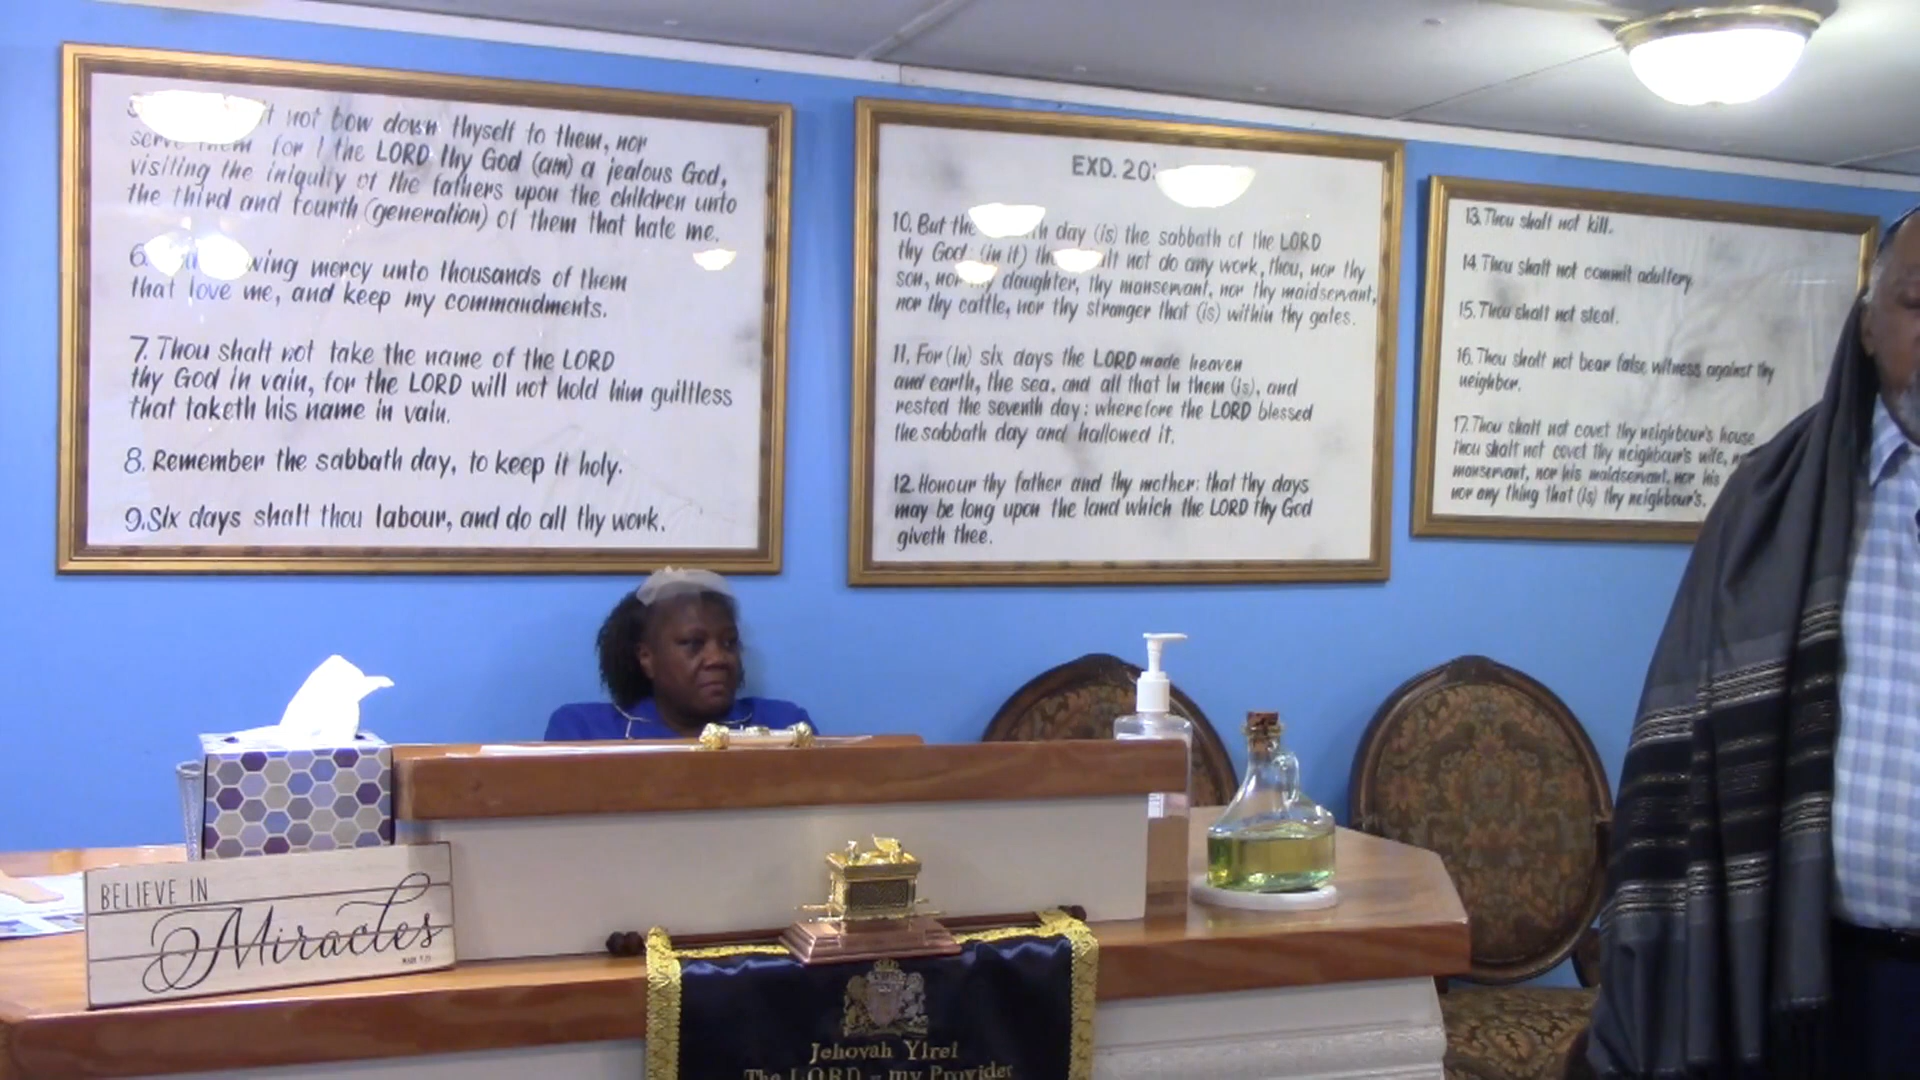 not bow down thyself to them, nor
serve them for I the LORD thy God (am) a jealous God,
visiting the iniquity of the fathers upon the children unto
the third and fourth (generation) of them that hate me.
6. wing mercy unto thousands of them
that love me, and keep my commandments.
7. Thou shalt not take the name of the LORD
thy God in vain, for the LORD will not hold him guiltless
that taketh his name in vain.
8. Remember the sabbath day, to keep it holy.
9. Six days shalt thou labour, and do all thy work.
EXD. 20:
10. But the day (is) the sabbath of the LORD
thy God: (in it) not do any work, thou, nor thy
son, nor daughter, thy manservant, nor thy maidservant,
nor thy cattle, nor thy stranger that (is) within thy gates.
11. For (in) six days the LORD made heaven
and earth, the sea, and all that in them (is), and
rested the seventh day: wherefore the LORD blessed
the sabbath day and hallowed it.
12. Honour thy father and thy mother: that thy days
may be long upon the land which the LORD thy God
giveth thee.
13. Thou shalt not kill.
14. Thou shalt not commit adultery.
15. Thou shalt not steal.
16. Thou shalt not bear false witness against thy
neighbor.
17. Thou shalt not covet thy neighbour's house
thou shalt not covet thy neighbour's wife,
manservant, nor his maidservant, nor his
nor any thing that (is) thy neighbour's.
BELIEVE IN
Miracles
Jehovah Yirei
The LORD - my Provider